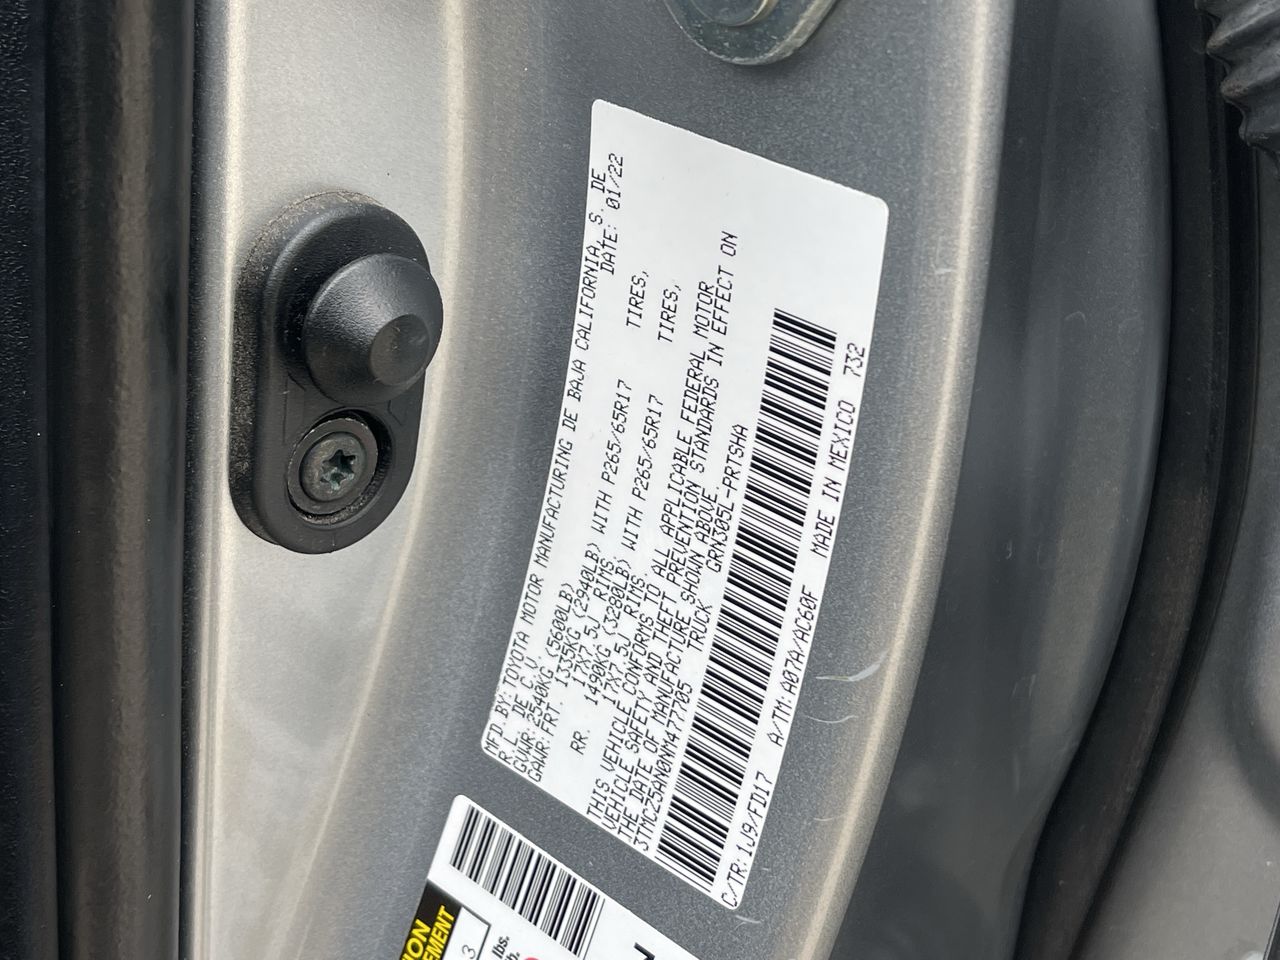 MFD.BY:TOYOTA MOTOR MANUFACTURING DE BAJA CALIFORNIA, S. DE
R.L. DE C.V. DATE: 01/22
GVWR:2540KG (5600LB)
GAWR:FRT. 1335KG (2940LB) WITH P265/65R17 TIRES,
17X7.5J RIMS.
RR. 1490KG (3280LB) WITH P265/65R17 TIRES,
17X7.5J RIMS.
THIS VEHICLE CONFORMS TO ALL APPLICABLE FEDERAL MOTOR
VEHICLE SAFETY AND THEFT PREVENTION STANDARDS IN EFFECT ON
THE DATE OF MANUFACTURE SHOWN ABOVE
3TMCZ5AN0NM477705 TRUCK GRN305L-PRTSHA
C/TR:1J9/FD17 A/TM:A07A/AC60F MADE IN MEXICO 732
3
lbs.